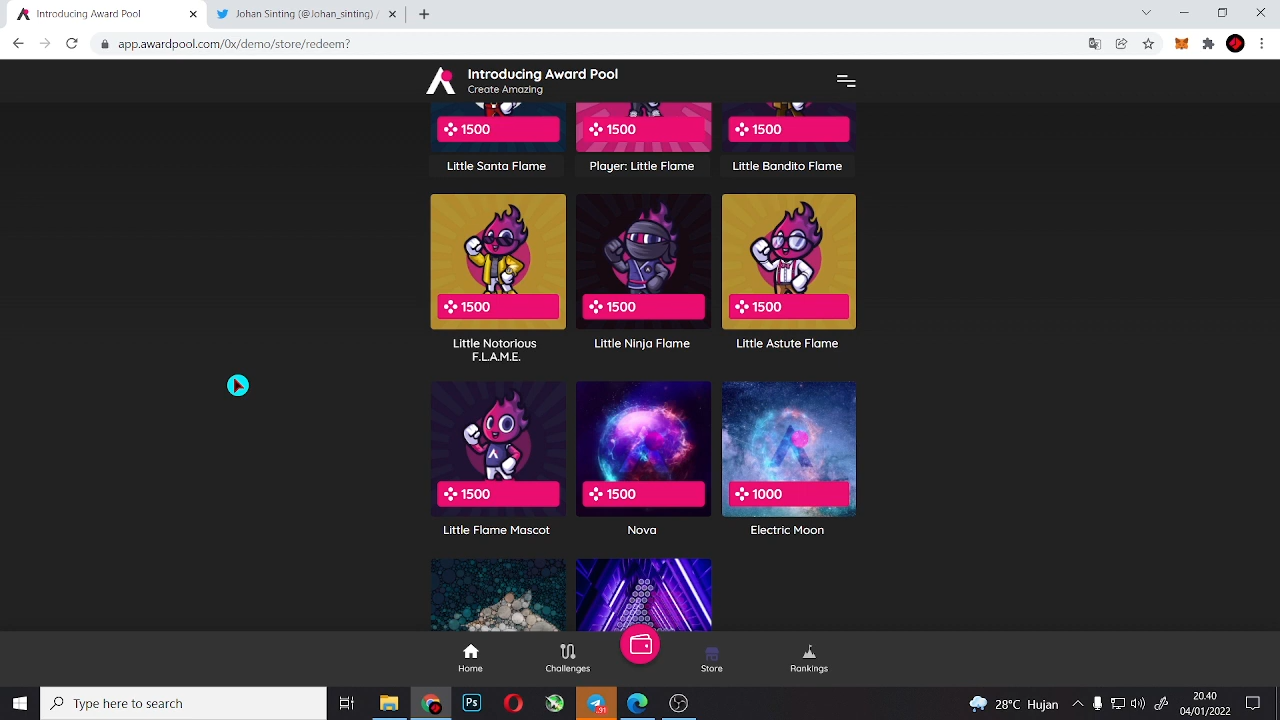 Introducing Award Pool
Johan Sinting (@Johan_sinting) /
app.awardpool.com/0x/demo/store/redeem?
Introducing Award Pool
Create Amazing
1500
1500
1500
Little Santa Flame
Player: Little Flame
Little Bandito Flame
1500
1500
1500
Little Notorious
F.L.A.M.E.
Little Ninja Flame
Little Astute Flame
1500
1500
1000
Little Flame Mascot
Nova
Electric Moon
Home
Challenges
Store
Rankings
Type here to search
Ps
28°C Hujan
20.40
04/01/2022